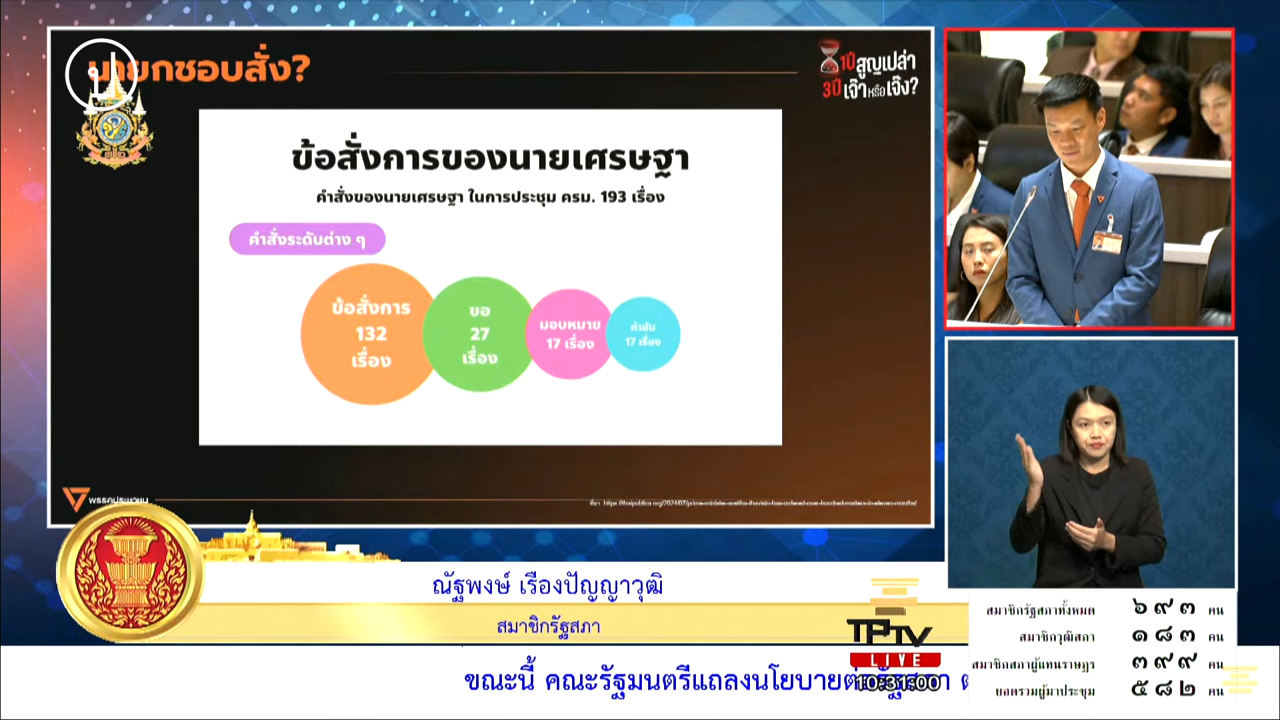 นายกชอบสั่ง?
1ปี สูญเปล่า
3ปี เจ๊าหรือเจ๊ง?
ข้อสั่งการของนายเศรษฐา
คำสั่งของนายเศรษฐา ในการประชุม ครม. 193 เรื่อง
คำสั่งระดับต่าง ๆ
ข้อสั่งการ
132
เรื่อง
ขอ
27
เรื่อง
มอบหมาย
17 เรื่อง
กำชับ
17 เรื่อง
พรรคประชาชน
ณัฐพงษ์ เรืองปัญญาวุฒิ
สมาชิกรัฐสภา
TPTV
LIVE
10:31:00
สมาชิกรัฐสภาทั้งหมด ๖๙๓ คน
สมาชิกวุฒิสภา ๑๘๓ คน
สมาชิกสภาผู้แทนราษฎร ๓๙๙ คน
ยอดรวมผู้มาประชุม ๕๘๒ คน
ขณะนี้ คณะรัฐมนตรีแถลงนโยบายต่อรัฐสภา ต